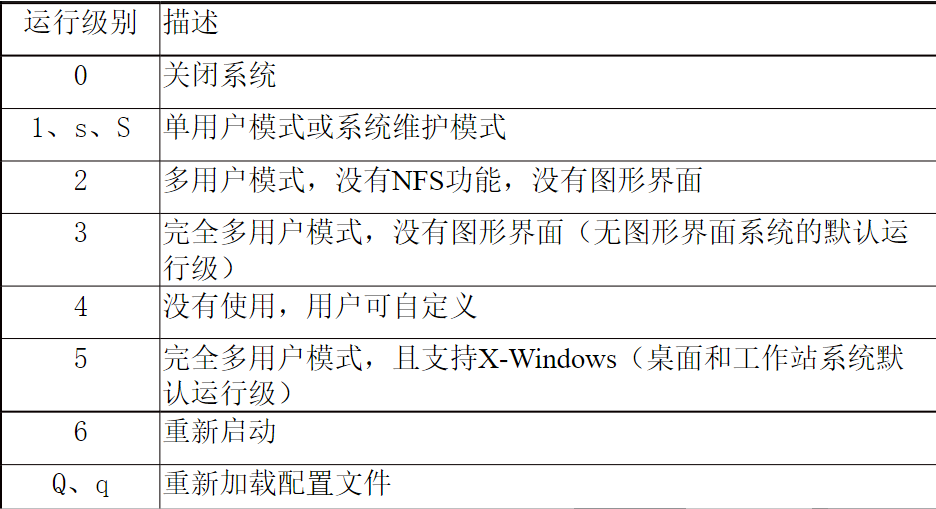 运行级别 描述
0 关闭系统
1、s、S 单用户模式或系统维护模式
2 多用户模式，没有NFS功能，没有图形界面
3 完全多用户模式，没有图形界面（无图形界面系统的默认运
行级）
4 没有使用，用户可自定义
5 完全多用户模式，且支持X-Windows（桌面和工作站系统默
认运行级）
6 重新启动
Q、q 重新加载配置文件